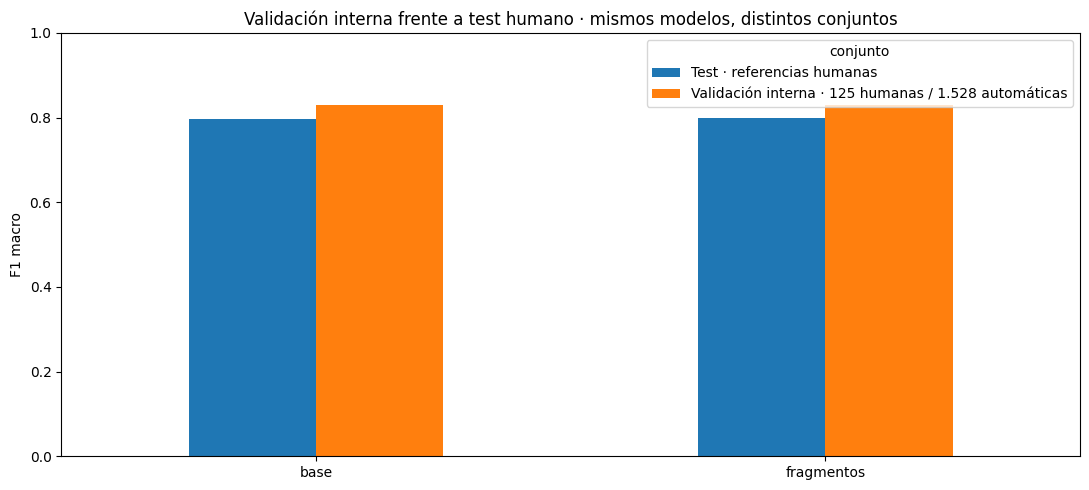 Validación interna frente a test humano · mismos modelos, distintos conjuntos
conjunto
Test · referencias humanas
Validación interna · 125 humanas / 1.528 automáticas
F1 macro
1.0
0.8
0.6
0.4
0.2
0.0
base
fragmentos